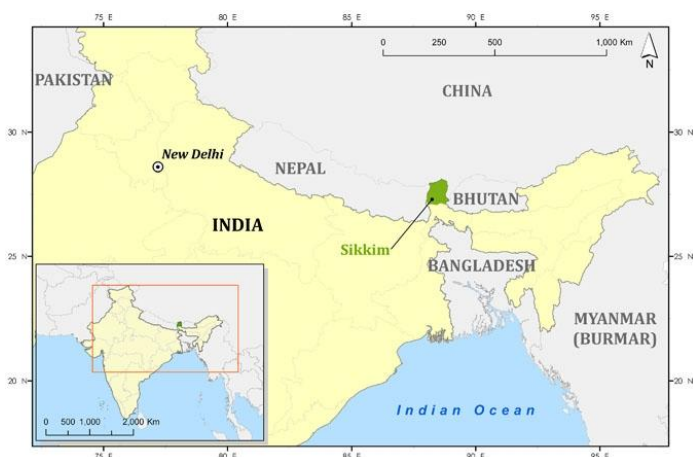 75 E
80 E
85 E
90 E
95 E
0 250 500 1,000 Km
N
PAKISTAN
CHINA
30 N
30 N
New Delhi
NEPAL
BHUTAN
INDIA
Sikkim
25 N
25 N
BANGLADESH
MYANMAR
(BURMAR)
20 N
20 N
Indian Ocean
0 500 1,000 2,000 Km
75 E
80 E
85 E
90 E
95 E